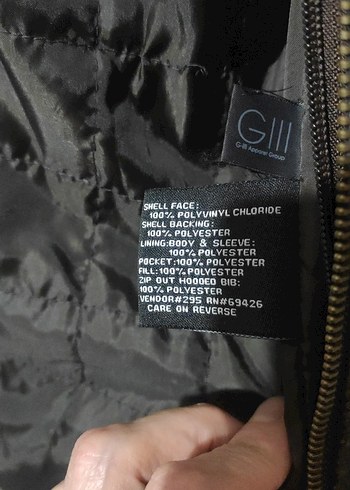 GIII
G-III Apparel Group
SHELL FACE:
100% POLYVINYL CHLORIDE
SHELL BACKING:
100% POLYESTER
LINING:BODY & SLEEVE:
100% POLYESTER
POCKET:100% POLYESTER
FILL:100% POLYESTER
ZIP OUT HOODED BIB:
100% POLYESTER
VENDOR#295 RN#69426
CARE ON REVERSE